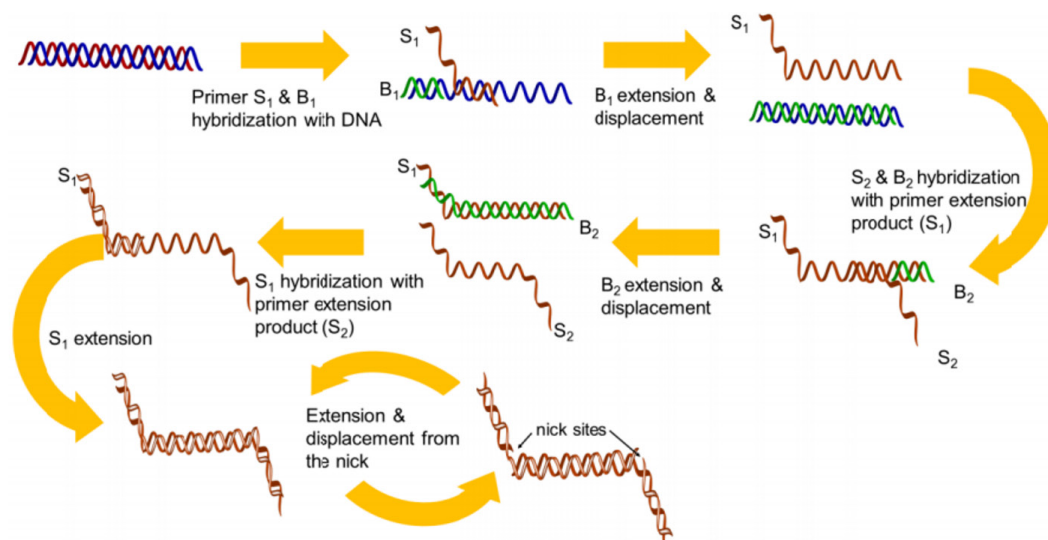 S₁
Primer S₁ & B₁
hybridization with DNA
B₁
B₁ extension &
displacement
S₁
S₂ & B₂ hybridization
with primer extension
product (S₁)
S₁
B₂
S₂
B₂ extension &
displacement
S₁
B₂
S₂
S₁ hybridization with
primer extension
product (S₂)
S₁
S₁ extension
Extension &
displacement from
the nick
nick sites